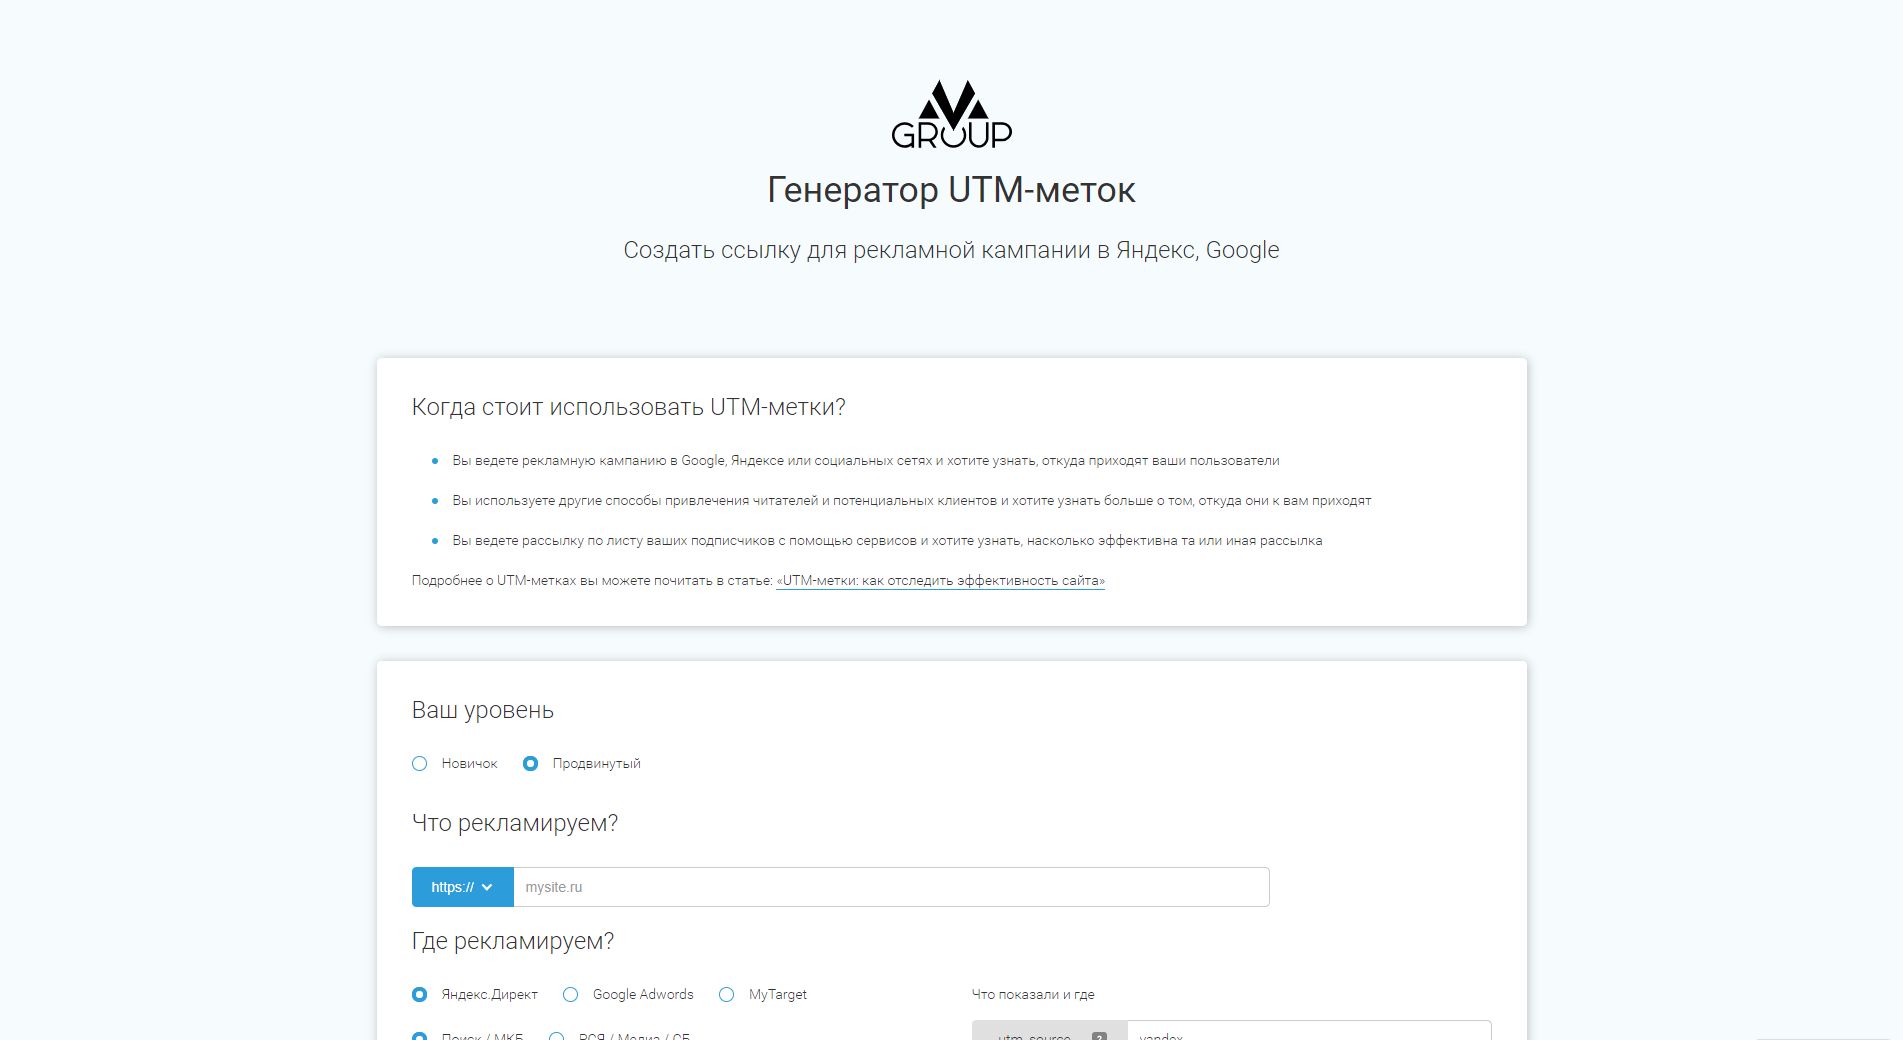 GROUP
Генератор UTM-меток
Создать ссылку для рекламной кампании в Яндекс, Google
Когда стоит использовать UTM-метки?
Вы ведете рекламную кампанию в Google, Яндексе или социальных сетях и хотите узнать, откуда приходят ваши пользователи
Вы используете другие способы привлечения читателей и потенциальных клиентов и хотите узнать больше о том, откуда они к вам приходят
Вы ведете рассылку по листу ваших подписчиков с помощью сервисов и хотите узнать, насколько эффективна та или иная рассылка
Подробнее о UTM-метках вы можете почитать в статье: «UTM-метки: как отследить эффективность сайта»
Ваш уровень
Новичок Продвинутый
Что рекламируем?
https:// mysite.ru
Где рекламируем?
Яндекс.Директ Google Adwords MyTarget Что показали и где
Поиск / МКБ РСЯ / Медиа / СБ utm_source ? yandex